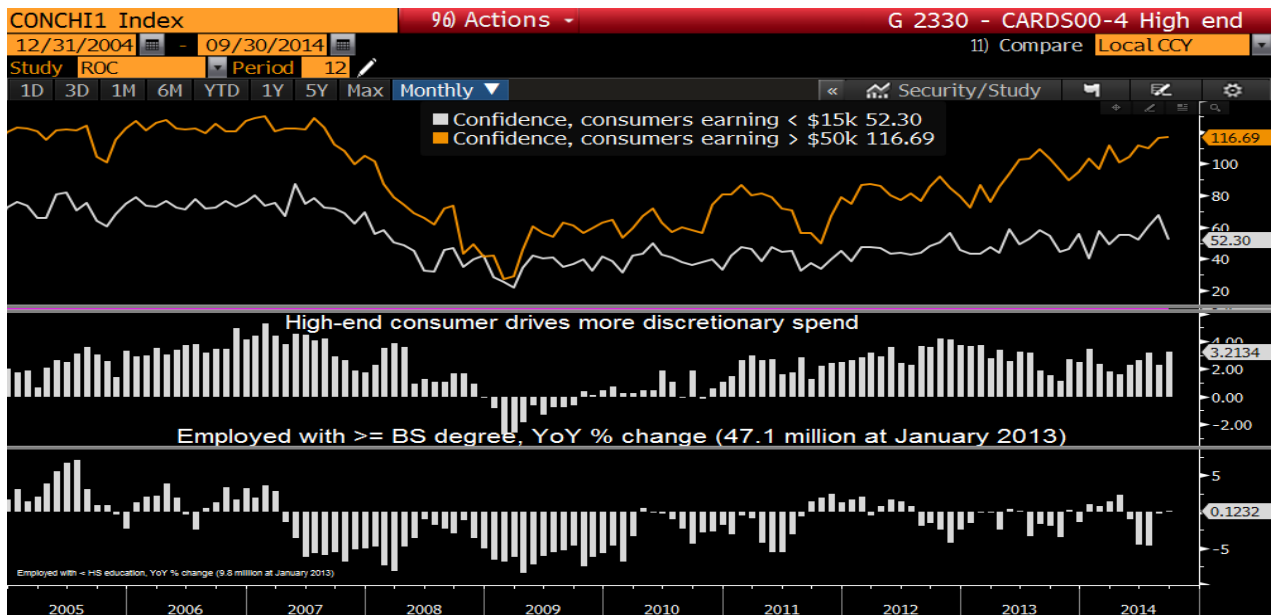 CONCHI1 Index 96) Actions G 2330 - CARDS00-4 High end
12/31/2004 - 09/30/2014 11) Compare Local CCY
Study ROC Period 12
1D 3D 1M 6M YTD 1Y 5Y Max Monthly ▼ « Security/Study
Confidence, consumers earning < $15k 52.30
Confidence, consumers earning > $50k 116.69
116.69
100
80
60
52.30
40
20
High-end consumer drives more discretionary spend
4.00
3.2134
2.00
0.00
-2.00
Employed with >= BS degree, YoY % change (47.1 million at January 2013)
5
0.1232
-5
Employed with < HS education, YoY % change (9.8 million at January 2013)
2005 2006 2007 2008 2009 2010 2011 2012 2013 2014